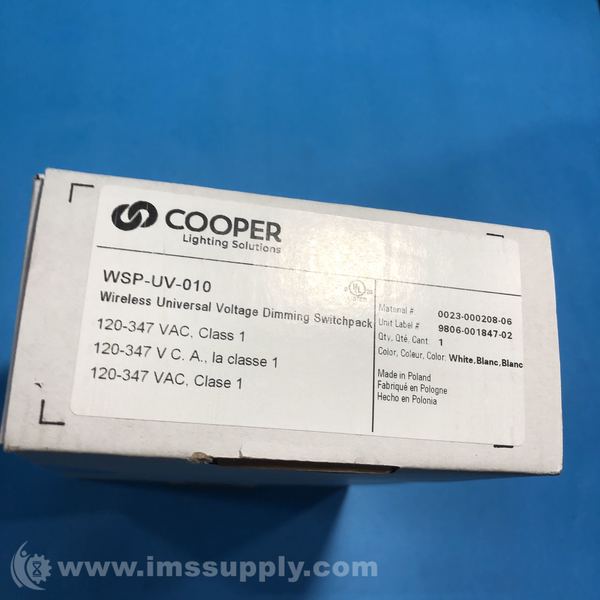 COOPER
Lighting Solutions
WSP-UV-010
Wireless Universal Voltage Dimming Switchpack
120-347 VAC, Class 1
120-347 V C. A., la classe 1
120-347 VAC, Clase 1
UL
Material # 0023-000208-06
Unit Label # 9806-001847-02
Qty, Qté, Cant 1
Color, Couleur, Color: White,Blanc,Blanc
Made in Poland
Fabriqué en Pologne
Hecho en Polonia
www.imssupply.com